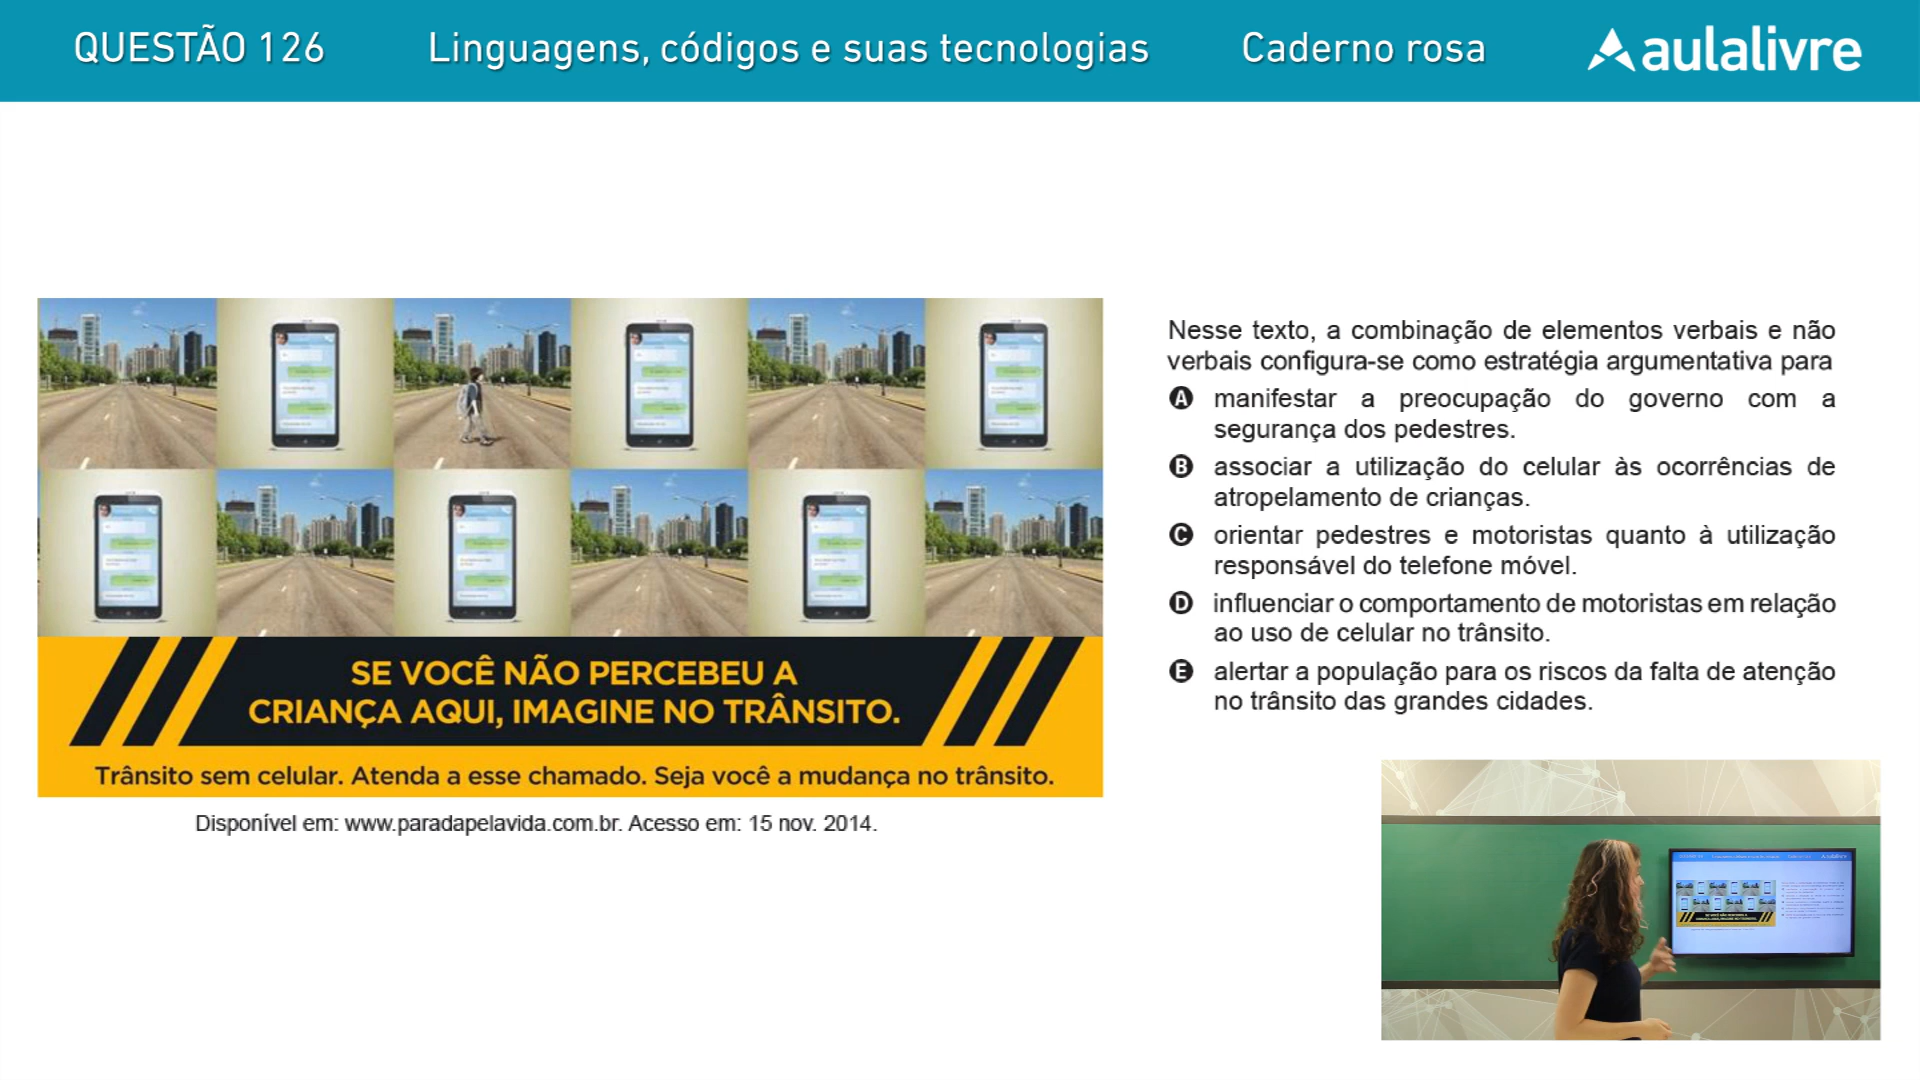 QUESTÃO 126 Linguagens, códigos e suas tecnologias Caderno rosa aulalivre
SE VOCÊ NÃO PERCEBEU A
CRIANÇA AQUI, IMAGINE NO TRÂNSITO.
Trânsito sem celular. Atenda a esse chamado. Seja você a mudança no trânsito.
Disponível em: www.paradapelavida.com.br. Acesso em: 15 nov. 2014.
Nesse texto, a combinação de elementos verbais e não
verbais configura-se como estratégia argumentativa para
A manifestar a preocupação do governo com a
segurança dos pedestres.
B associar a utilização do celular às ocorrências de
atropelamento de crianças.
C orientar pedestres e motoristas quanto à utilização
responsável do telefone móvel.
D influenciar o comportamento de motoristas em relação
ao uso de celular no trânsito.
E alertar a população para os riscos da falta de atenção
no trânsito das grandes cidades.